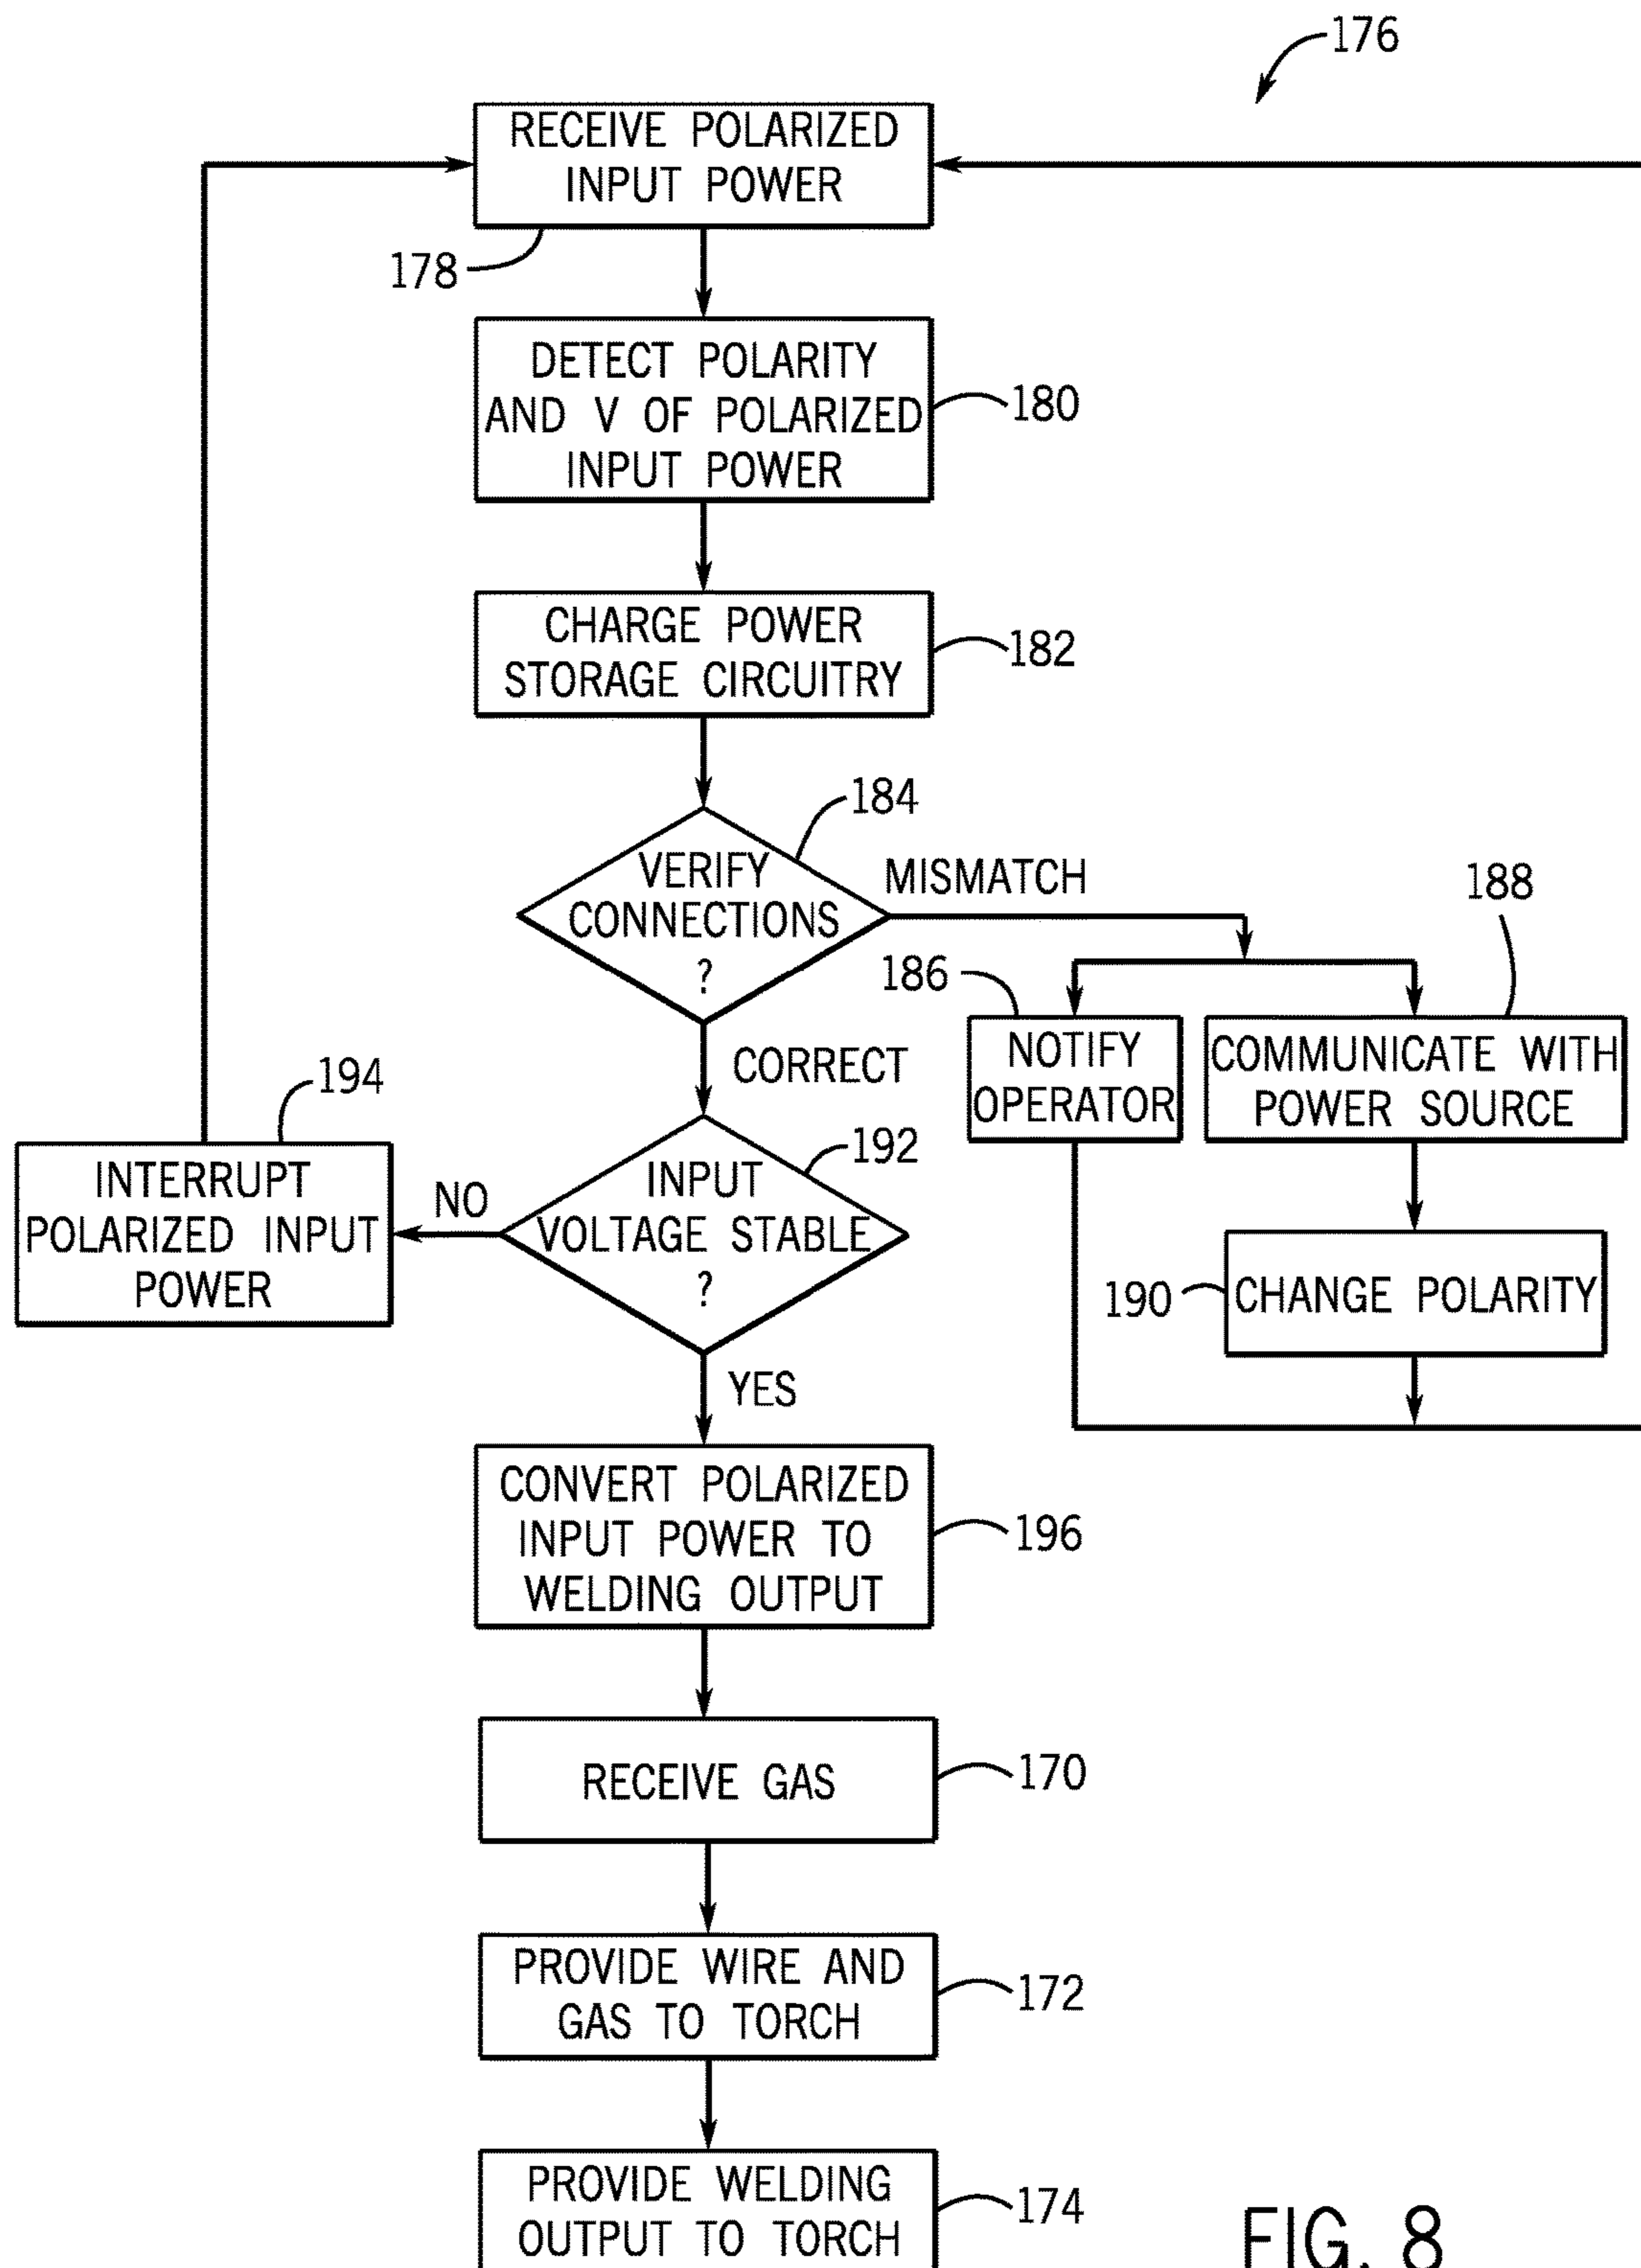 176
RECEIVE POLARIZED
INPUT POWER
178
DETECT POLARITY
AND V OF POLARIZED
INPUT POWER
180
CHARGE POWER
STORAGE CIRCUITRY
182
184
VERIFY
CONNECTIONS
?
MISMATCH
188
186
NOTIFY
OPERATOR
COMMUNICATE WITH
POWER SOURCE
CORRECT
194
192
INTERRUPT
POLARIZED INPUT
POWER
NO
INPUT
VOLTAGE STABLE
?
190
CHANGE POLARITY
YES
CONVERT POLARIZED
INPUT POWER TO
WELDING OUTPUT
196
RECEIVE GAS
170
PROVIDE WIRE AND
GAS TO TORCH
172
PROVIDE WELDING
OUTPUT TO TORCH
174
FIG. 8